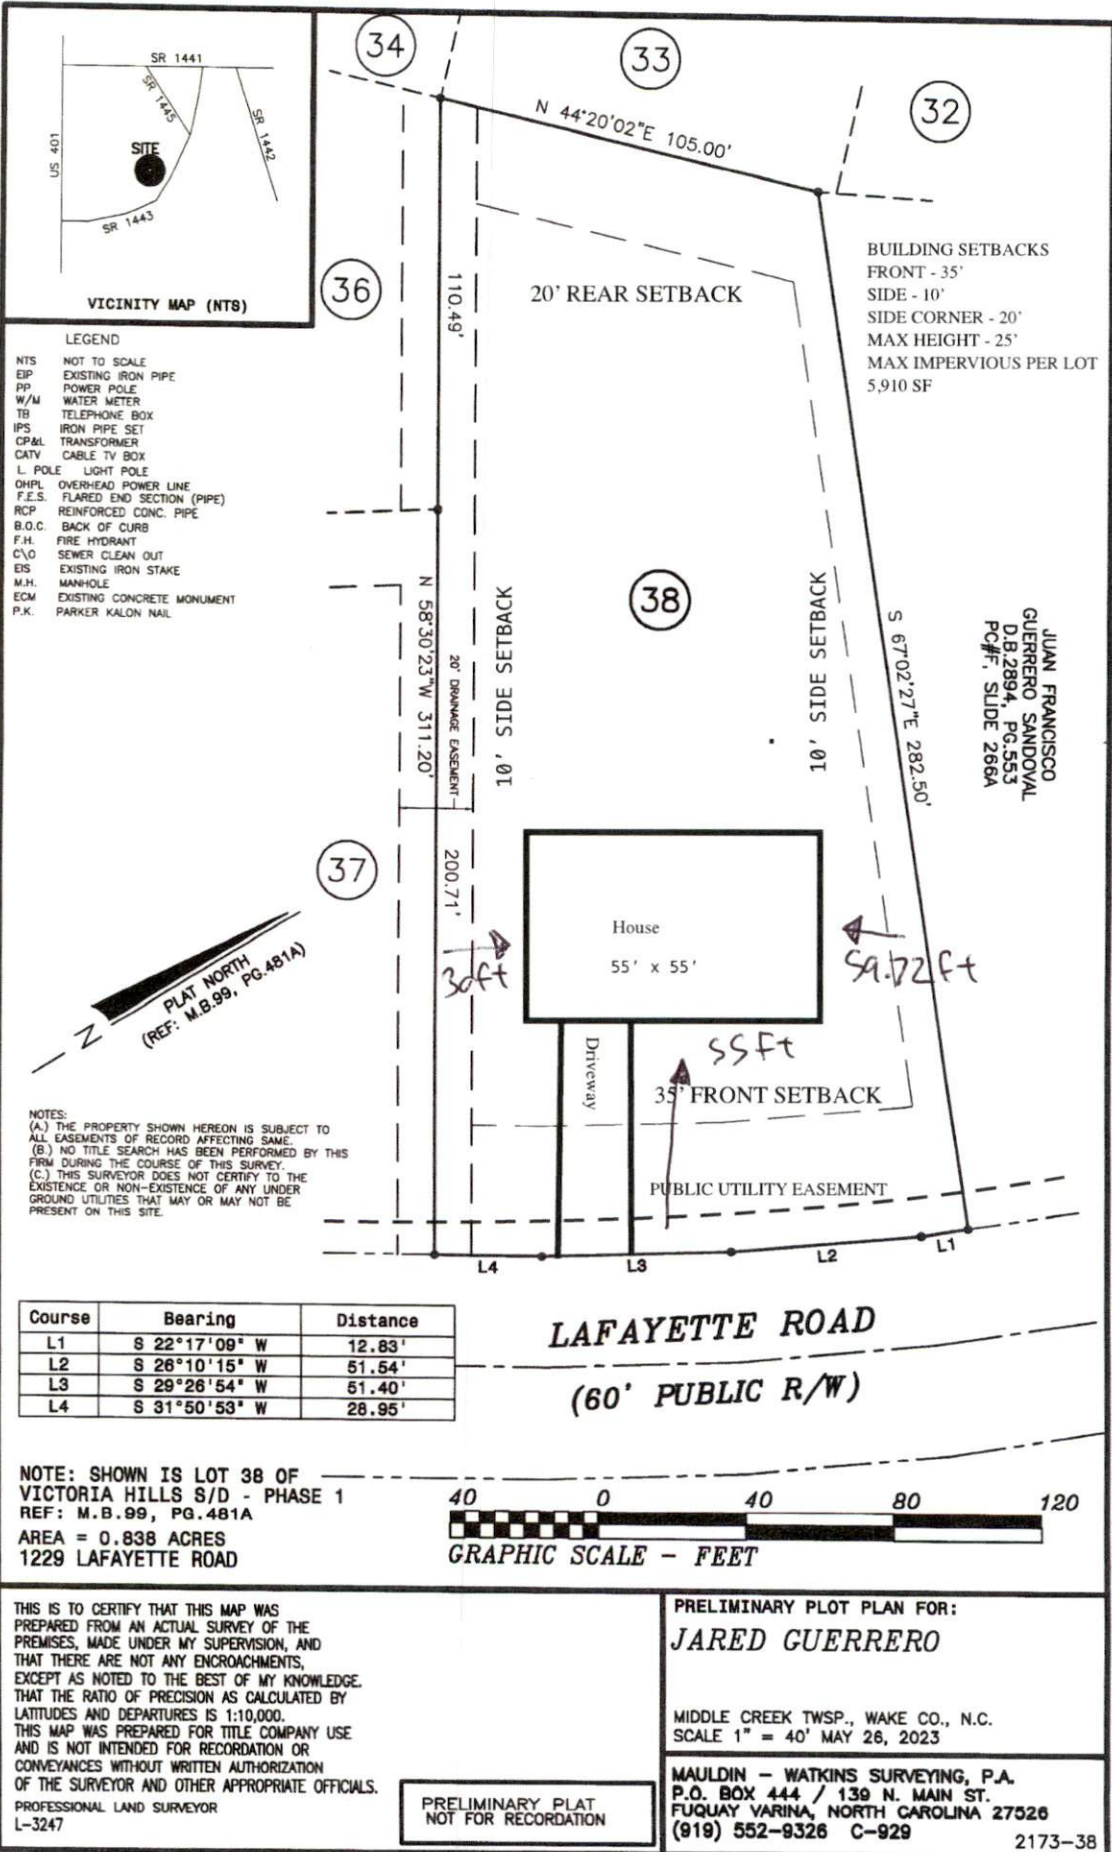 SR 1441
SR 1445
SR 1442
US 401
SITE
SR 1443
VICINITY MAP (NTS)
34
33
32
N 44°20'02"E 105.00'
BUILDING SETBACKS
FRONT - 35'
SIDE - 10'
SIDE CORNER - 20'
MAX HEIGHT - 25'
MAX IMPERVIOUS PER LOT
5,910 SF
36
110.49'
20' REAR SETBACK
LEGEND
NTS NOT TO SCALE
EIP EXISTING IRON PIPE
PP POWER POLE
W/M WATER METER
TB TELEPHONE BOX
IPS IRON PIPE SET
CP&L TRANSFORMER
CATV CABLE TV BOX
L. POLE LIGHT POLE
OHPL OVERHEAD POWER LINE
F.E.S. FLARED END SECTION (PIPE)
RCP REINFORCED CONC. PIPE
B.O.C. BACK OF CURB
F.H. FIRE HYDRANT
C\O SEWER CLEAN OUT
EIS EXISTING IRON STAKE
M.H. MANHOLE
ECM EXISTING CONCRETE MONUMENT
P.K. PARKER KALON NAIL
38
N 58°30'23"W 311.20'
20' DRAINAGE EASEMENT
10' SIDE SETBACK
10' SIDE SETBACK
S 67°02'27"E 282.50'
JUAN FRANCISCO
GUERRERO SANDOVAL
D.B.2894, PG.553
PC#F, SLIDE 266A
37
200.71'
House
55' x 55'
30ft
59.72ft
55ft
PLAT NORTH
(REF: M.B.99, PG.481A)
N
Driveway
35' FRONT SETBACK
NOTES:
(A.) THE PROPERTY SHOWN HEREON IS SUBJECT TO
ALL EASEMENTS OF RECORD AFFECTING SAME.
(B.) NO TITLE SEARCH HAS BEEN PERFORMED BY THIS
FIRM DURING THE COURSE OF THIS SURVEY.
(C.) THIS SURVEYOR DOES NOT CERTIFY TO THE
EXISTENCE OR NON-EXISTENCE OF ANY UNDER
GROUND UTILITIES THAT MAY OR MAY NOT BE
PRESENT ON THIS SITE.
PUBLIC UTILITY EASEMENT
L4
L3
L2
L1
Course Bearing Distance
L1 S 22°17'09" W 12.83'
L2 S 26°10'15" W 51.54'
L3 S 29°26'54" W 51.40'
L4 S 31°50'53" W 28.95'
LAFAYETTE ROAD
(60' PUBLIC R/W)
NOTE: SHOWN IS LOT 38 OF
VICTORIA HILLS S/D - PHASE 1
REF: M.B.99, PG.481A
AREA = 0.838 ACRES
1229 LAFAYETTE ROAD
40 0 40 80 120
GRAPHIC SCALE - FEET
THIS IS TO CERTIFY THAT THIS MAP WAS
PREPARED FROM AN ACTUAL SURVEY OF THE
PREMISES, MADE UNDER MY SUPERVISION, AND
THAT THERE ARE NOT ANY ENCROACHMENTS,
EXCEPT AS NOTED TO THE BEST OF MY KNOWLEDGE.
THAT THE RATIO OF PRECISION AS CALCULATED BY
LATITUDES AND DEPARTURES IS 1:10,000.
THIS MAP WAS PREPARED FOR TITLE COMPANY USE
AND IS NOT INTENDED FOR RECORDATION OR
CONVEYANCES WITHOUT WRITTEN AUTHORIZATION
OF THE SURVEYOR AND OTHER APPROPRIATE OFFICIALS.
PROFESSIONAL LAND SURVEYOR
L-3247
PRELIMINARY PLAT
NOT FOR RECORDATION
PRELIMINARY PLOT PLAN FOR:
JARED GUERRERO
MIDDLE CREEK TWSP., WAKE CO., N.C.
SCALE 1" = 40' MAY 26, 2023
MAULDIN - WATKINS SURVEYING, P.A.
P.O. BOX 444 / 139 N. MAIN ST.
FUQUAY VARINA, NORTH CAROLINA 27526
(919) 552-9326 C-929
2173-38